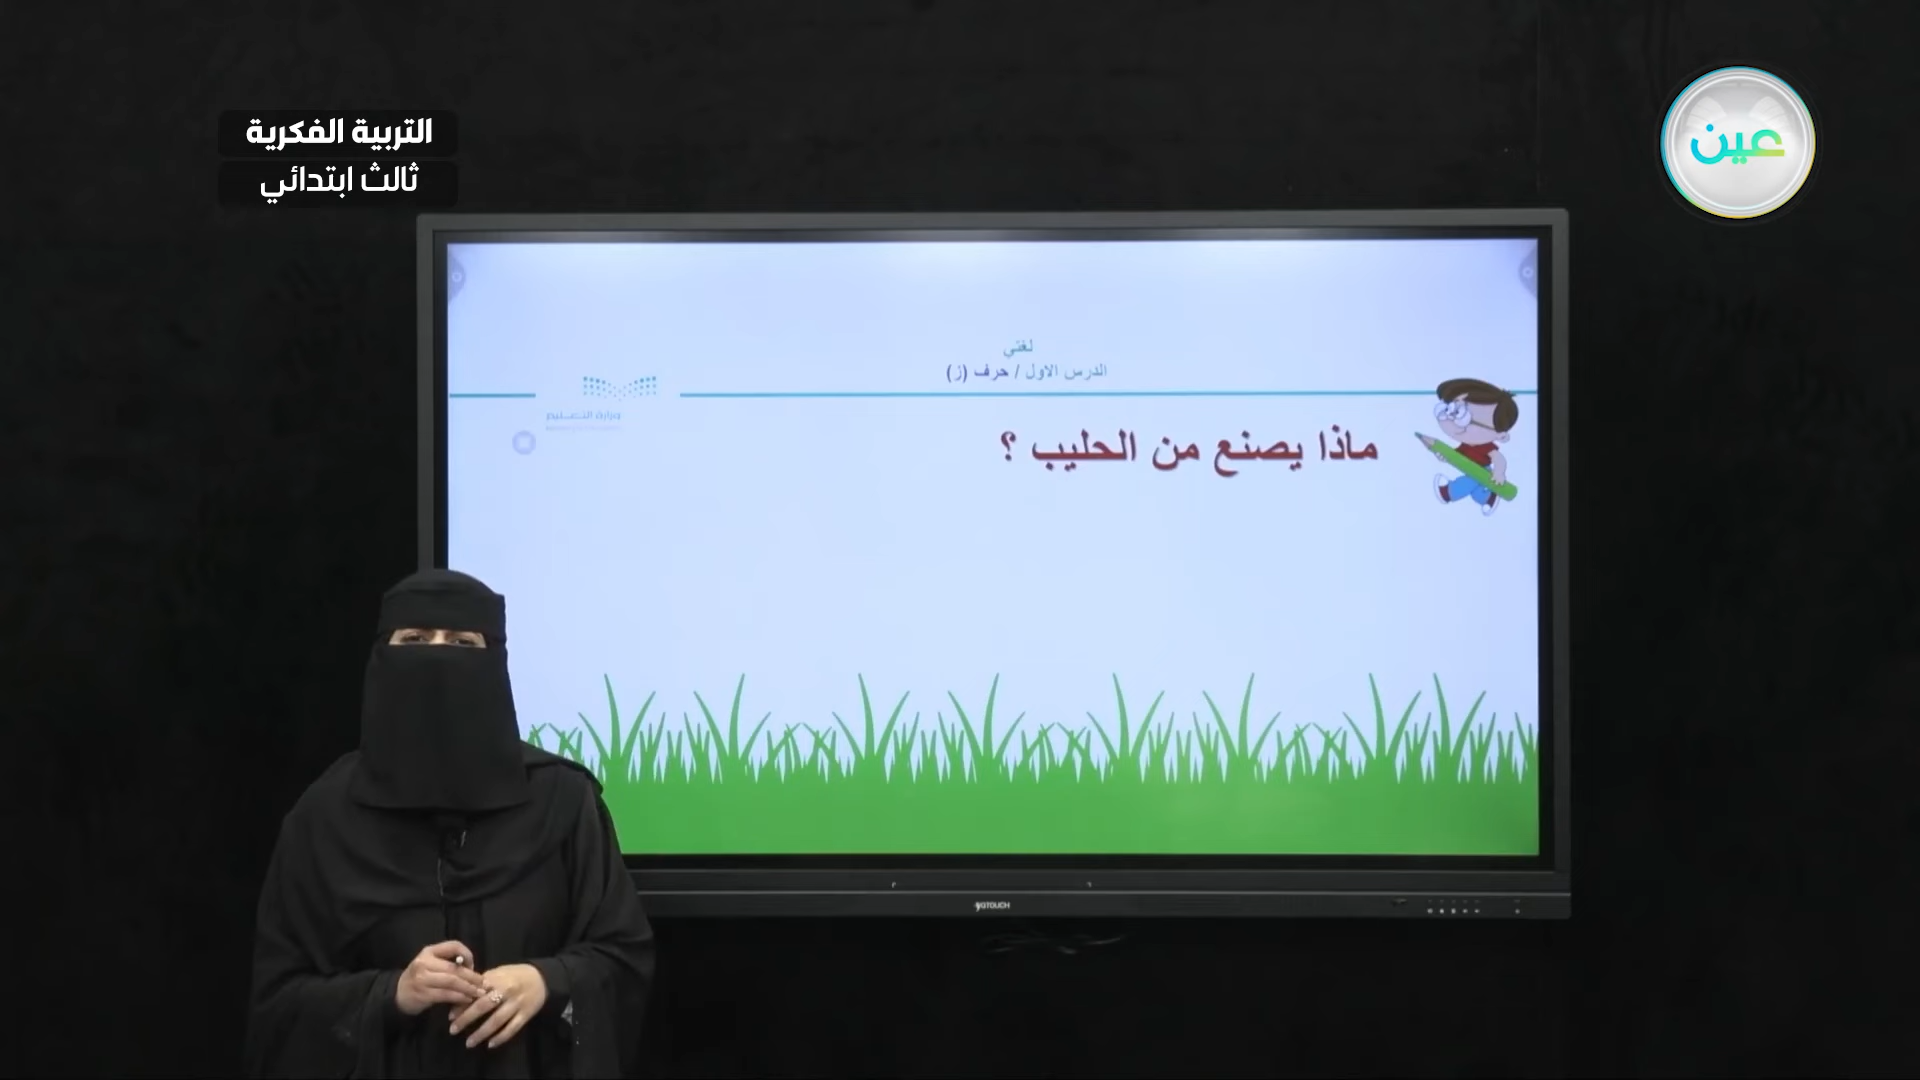 التربية الفكرية
ثالث ابتدائي
عين
لغتي
الدرس الاول / حرف (ز)
وزارة التعليم
ماذا يصنع من الحليب ؟